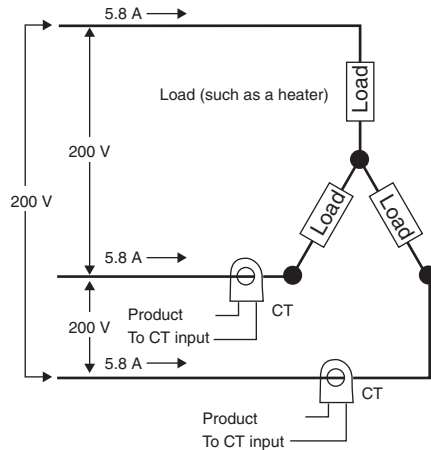 5.8 A
Load
Load (such as a heater)
200 V
200 V
Load
Load
5.8 A
Product
To CT input
CT
200 V
5.8 A
CT
Product
To CT input